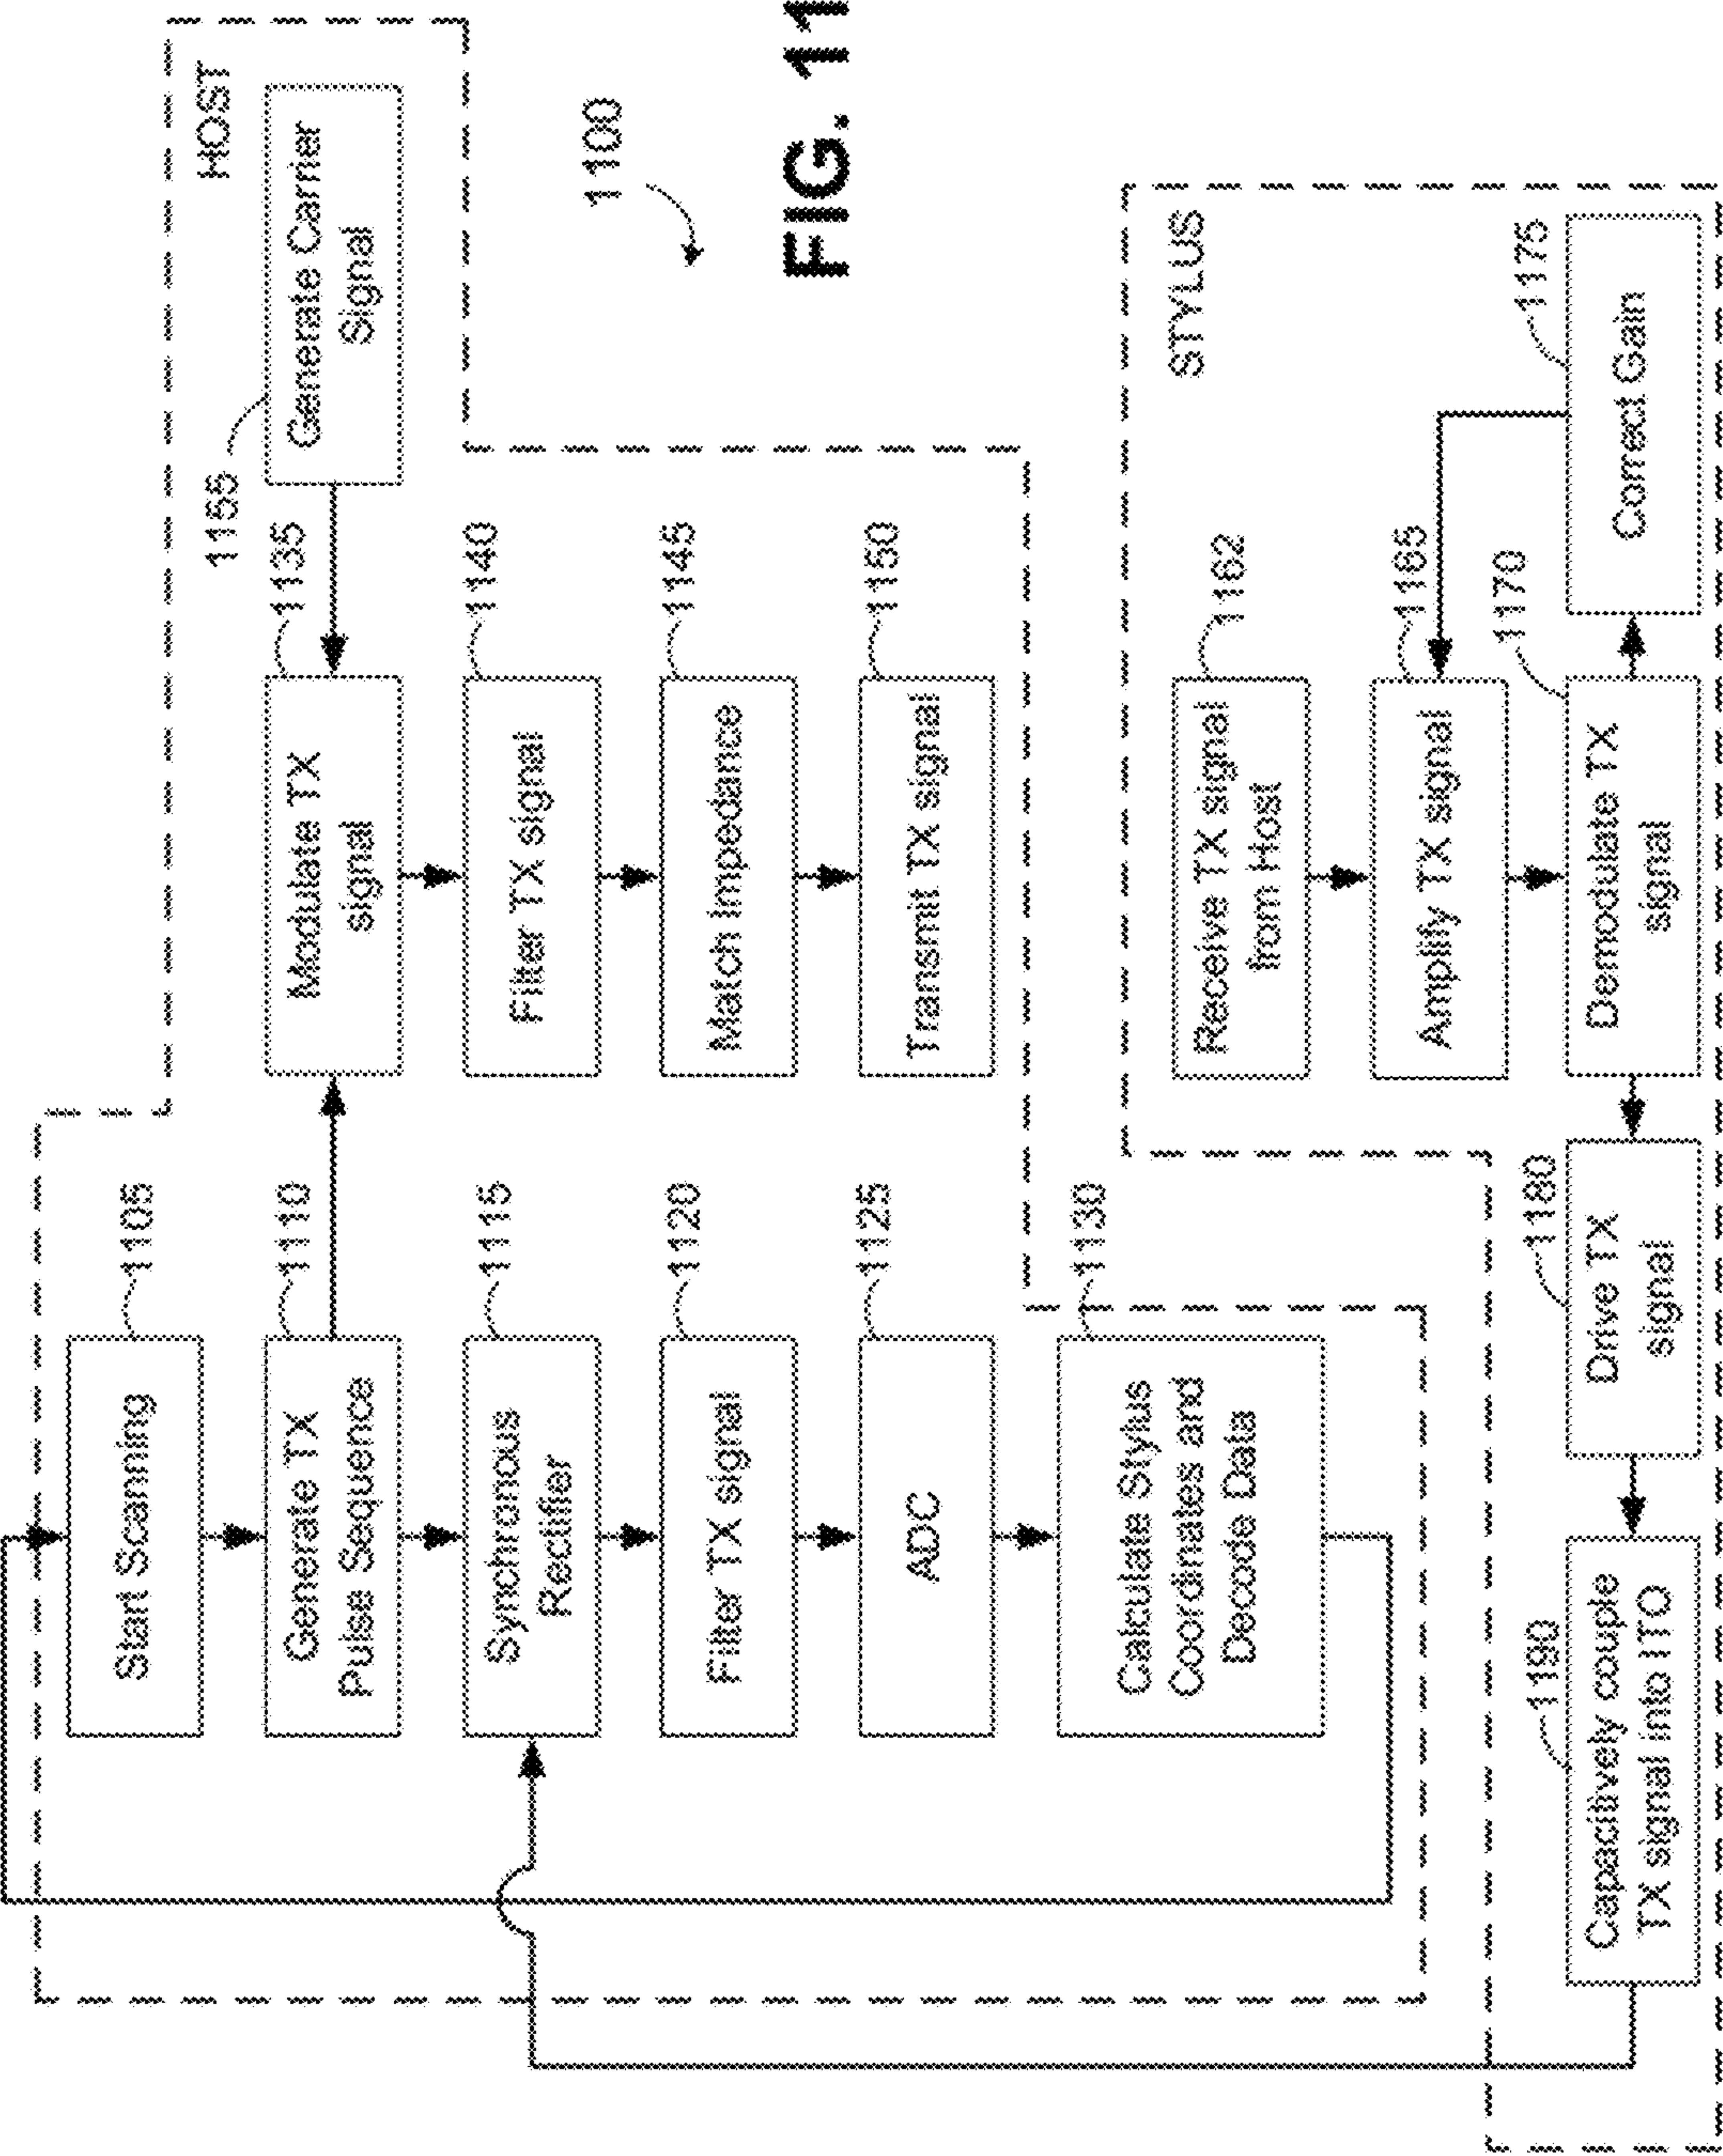 HOST
1105
Start Scanning
1110
Generate TX
Pulse Sequence
1115
Synchronous
Rectifier
1120
Filter TX signal
1125
ADC
1130
Calculate Stylus
Coordinates and
Decode Data
1135
Modulate TX
signal
1155
Generate Carrier
Signal
1140
Filter TX signal
1145
Match Impedance
1150
Transmit TX signal
1100
STYLUS
1162
Receive TX signal
from Host
1165
Amplify TX signal
1170
Demodulate TX
signal
1175
Correct Gain
1180
Drive TX
signal
1190
Capacitively couple
TX signal into ITO
FIG. 11